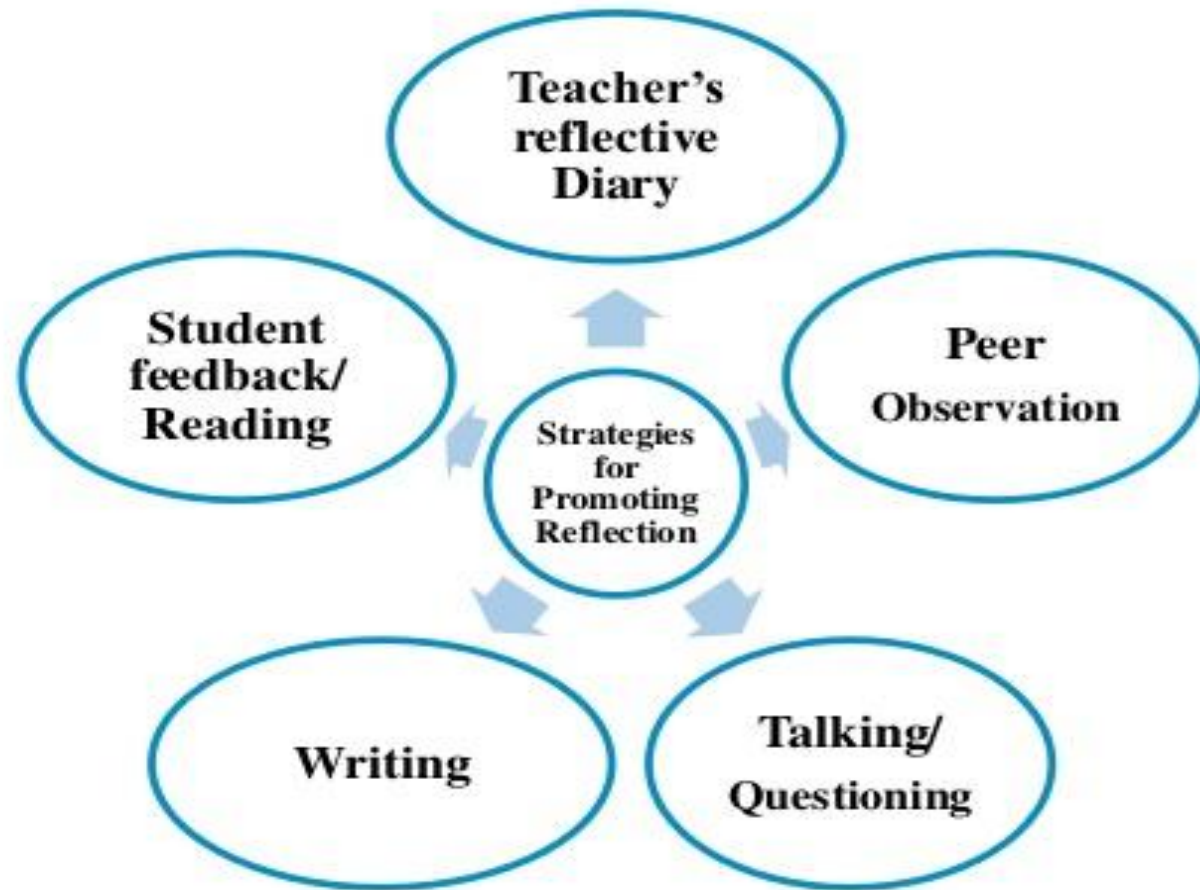 Teacher’s
reflective
Diary
Student
feedback/
Reading
Peer
Observation
Strategies
for
Promoting
Reflection
Writing
Talking/
Questioning